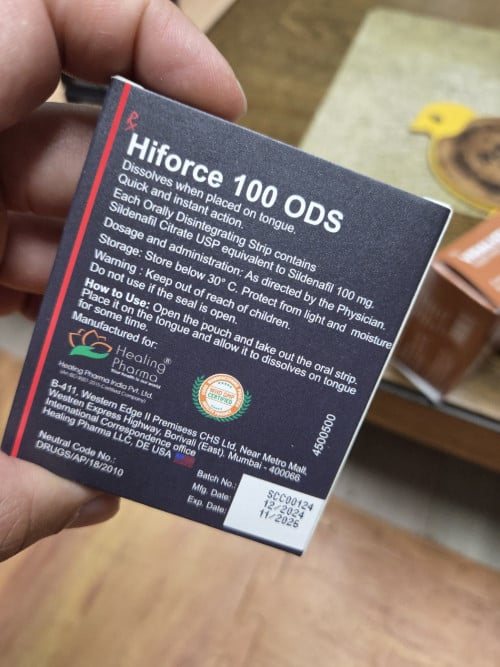 Rx
Hiforce 100 ODS
Dissolves when placed on tongue.
Quick and instant action.
Each Orally Disintegrating Strip contains
Sildenafil Citrate USP equivalent to Sildenafil 100 mg.
Dosage and administration: As directed by the Physician.
Storage: Store below 30° C. Protect from light and moisture
Warning : Keep out of reach of children.
Do not use if the seal is open.
How to Use: Open the pouch and take out the oral strip.
Place it on the tongue and allow it to dissolves on tongue
for some time.
Manufactured for:
Healing®
Pharma
Healing Pharma India Pvt. Ltd.
WHO GMP
CERTIFIED
B-411, Western Edge II Premisess CHS Ltd, Near Metro Mall,
Western Express Highway, Borivali (East). Mumbai - 400066
International Correspondence office
Healing Pharma LLC, DE USA
Neutral Code No.:
DRUGS/AP/18/2010
4500500
Batch No.: SCC00124
Mfg. Date: 12/2024
Exp. Date: 11/2026